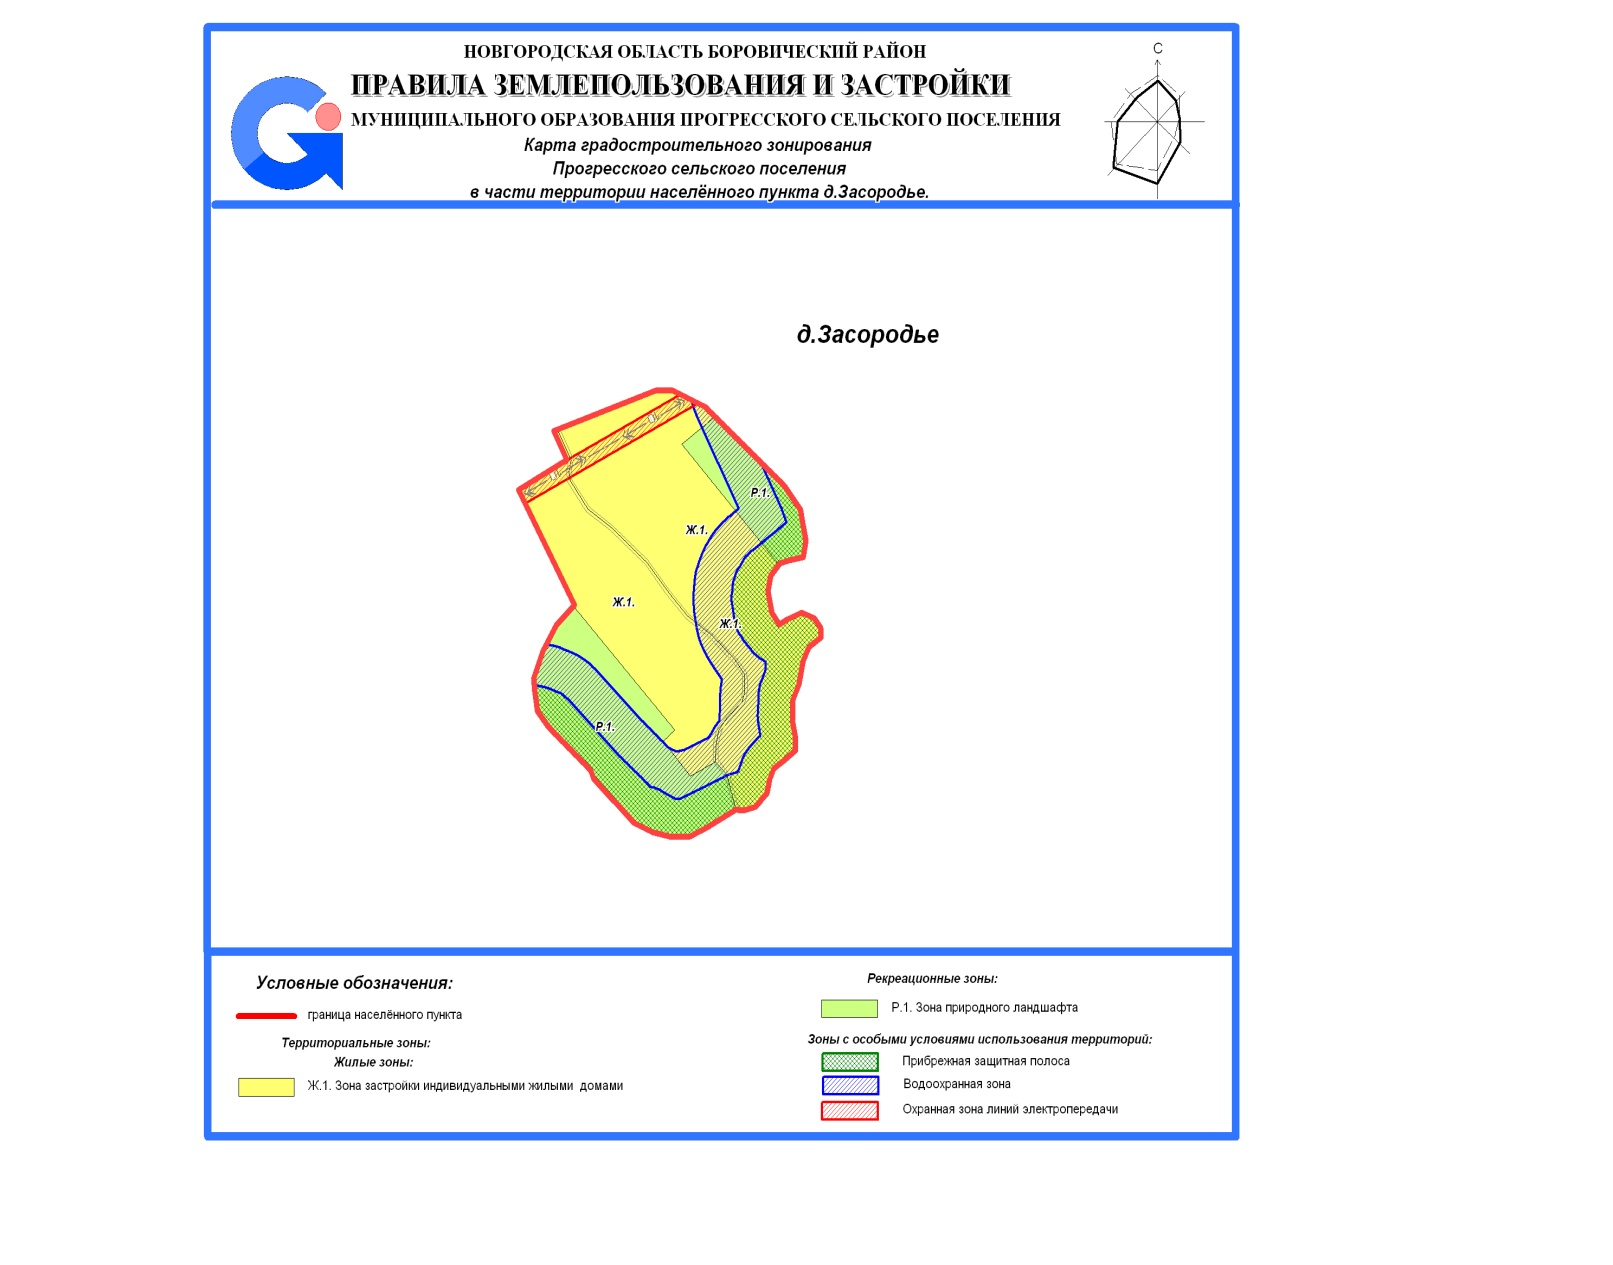 НОВГОРОДСКАЯ ОБЛАСТЬ БОРОВИЧЕСКИЙ РАЙОН
ПРАВИЛА ЗЕМЛЕПОЛЬЗОВАНИЯ И ЗАСТРОЙКИ
МУНИЦИПАЛЬНОГО ОБРАЗОВАНИЯ ПРОГРЕССКОГО СЕЛЬСКОГО ПОСЕЛЕНИЯ
Карта градостроительного зонирования
Прогресского сельского поселения
в части территории населённого пункта д.Засородье.
С
д.Засородье
Р.1.
Ж.1.
Ж.1.
Ж.1.
Р.1.
Условные обозначения:
граница населённого пункта
Территориальные зоны:
Жилые зоны:
Ж.1. Зона застройки индивидуальными жилыми домами
Рекреационные зоны:
Р.1. Зона природного ландшафта
Зоны с особыми условиями использования территорий:
Прибрежная защитная полоса
Водоохранная зона
Охранная зона линий электропередачи